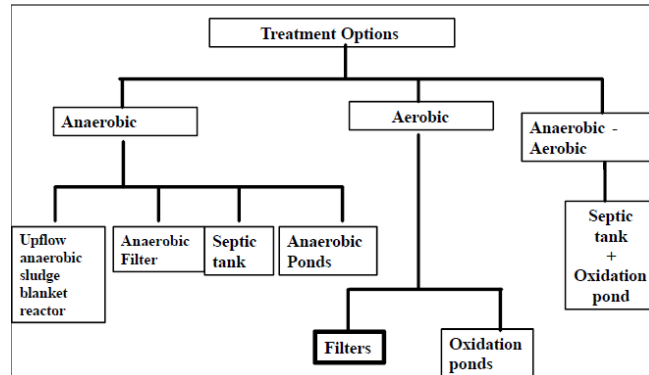 Treatment Options
Anaerobic
Aerobic
Anaerobic -
Aerobic
Upflow
anaerobic
sludge
blanket
reactor
Anaerobic
Filter
Septic
tank
Anaerobic
Ponds
Septic
tank
+
Oxidation
pond
Filters
Oxidation
ponds